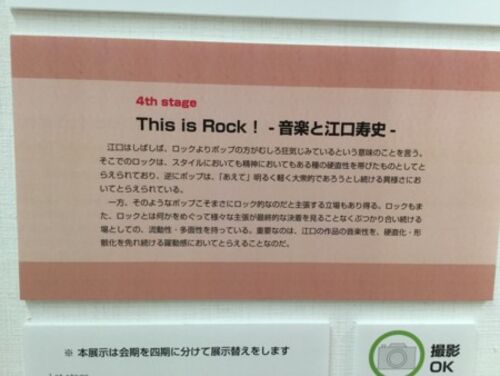 4th stage
This is Rock！ - 音楽と江口寿史 -
江口はしばしば、ロックよりポップの方がむしろ狂気じみているという意味のことを言う。
そこでのロックは、スタイルにおいても精神においてもある種の硬直性を帯びたものとしてと
らえられており、逆にポップは、「あえて」明るく軽く大衆的であろうとし続ける異様さにお
いてとらえられている。
一方、そのようなポップこそまさにロック的なのだと主張する立場もあり得る。ロックもま
た、ロックとは何かをめぐって様々な主張が最終的な決着を見ることなくぶつかり合い続ける
場としての、流動性・多面性を持っている。重要なのは、江口の作品の音楽性を、硬直化・形
骸化を免れ続ける躍動感においてとらえることなのだ。
※ 本展示は会期を四期に分けて展示替えをします
1st stage
撮影
OK